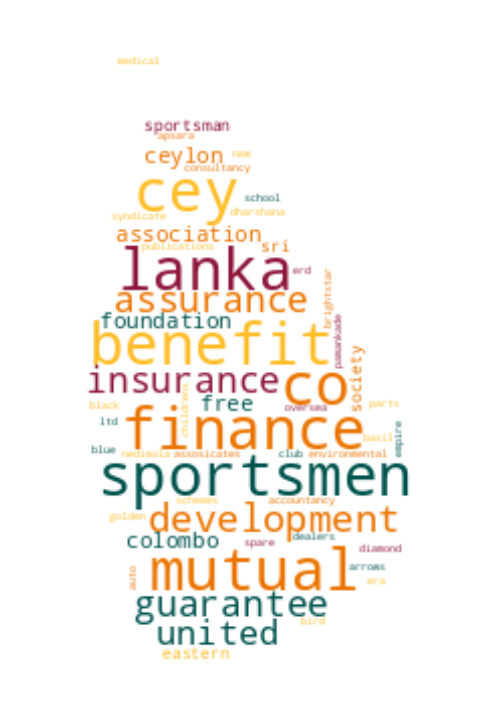 medical
sportsman
apsara
ceylon new
consultancy
cey school
syndicate dharshana
association
publications sri
lanka erd
assurance brightstar
foundation pamankade
benefit
insurance co society
black childrens free oversea parts
ltd finance empire
basil
blue nedimala assosicates club environmental
sportsmen
schemes accountancy
golden development
colombo spare dealers
diamond
auto mutual arrows
era
guarantee
bird
united
eastern